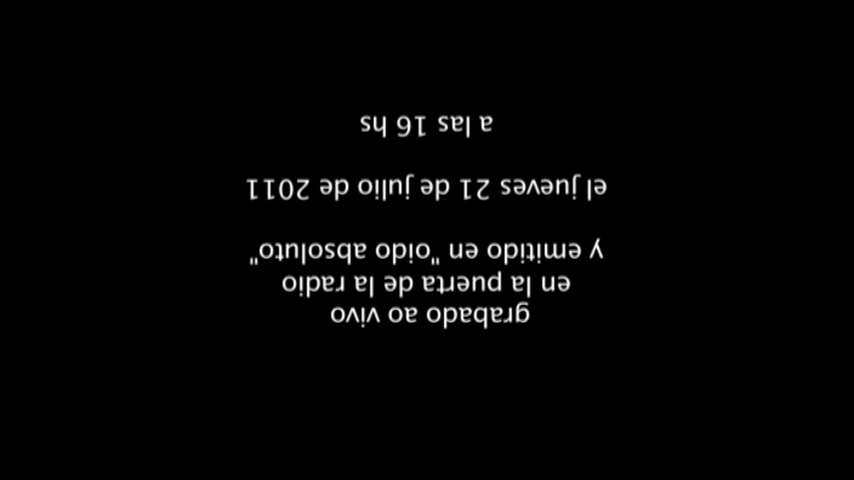 grabado ao vivo
en la puerta de la radio
y emitido en "oido absoluto"
el jueves 21 de julio de 2011
a las 16 hs